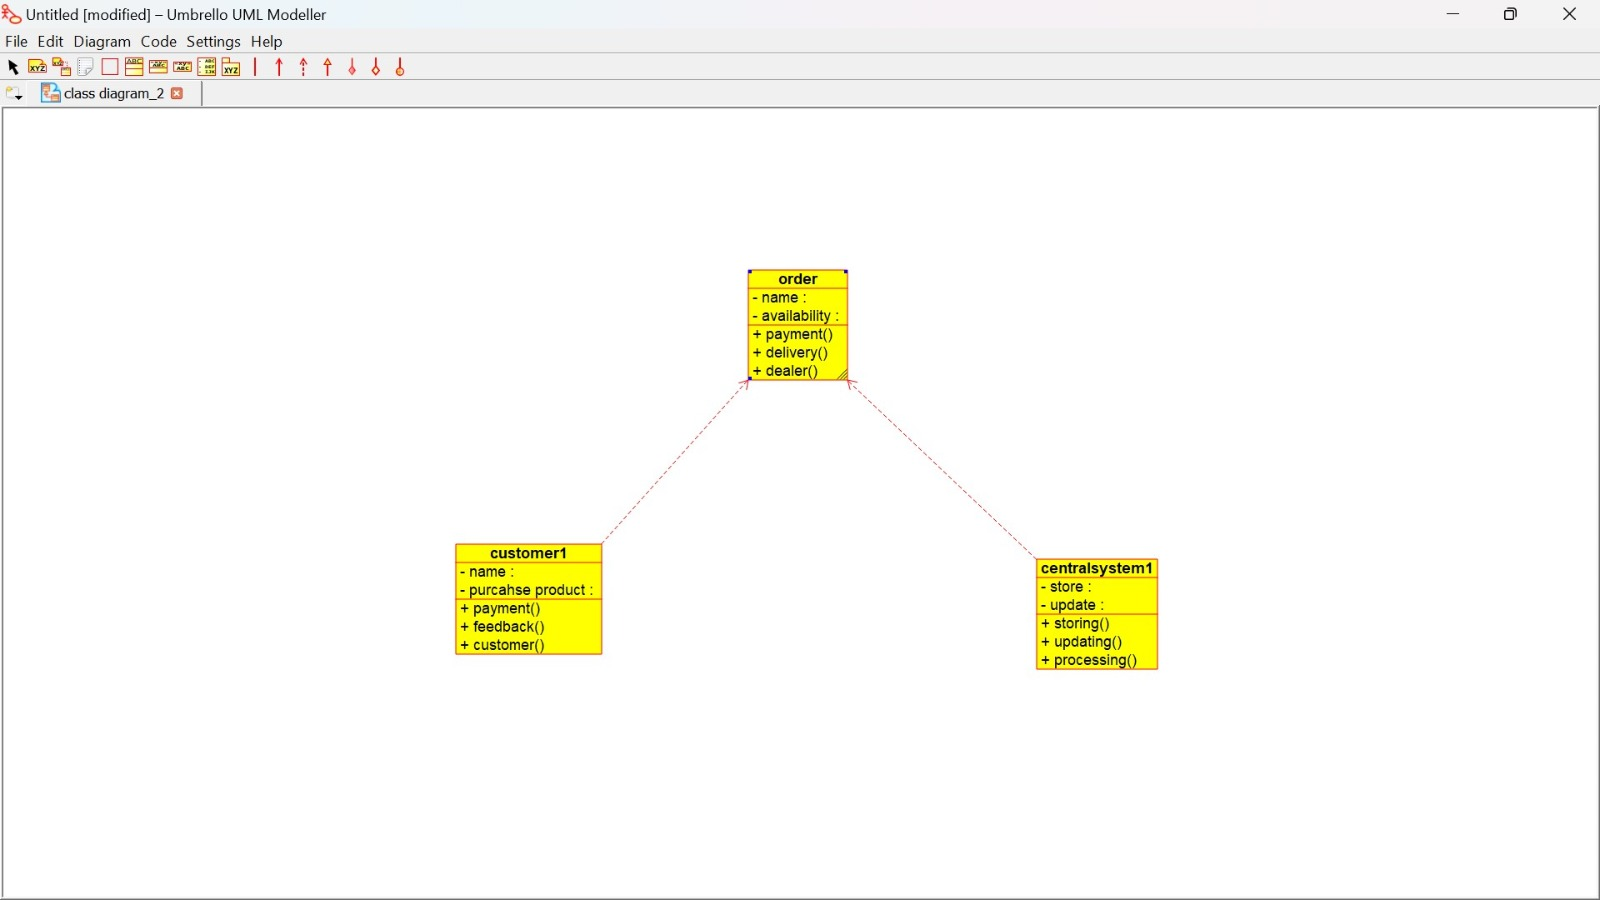 Untitled [modified] – Umbrello UML Modeller
File Edit Diagram Code Settings Help
class diagram_2
order
- name :
- availability :
+ payment()
+ delivery()
+ dealer()
customer1
- name :
- purcahse product :
+ payment()
+ feedback()
+ customer()
centralsystem1
- store :
- update :
+ storing()
+ updating()
+ processing()